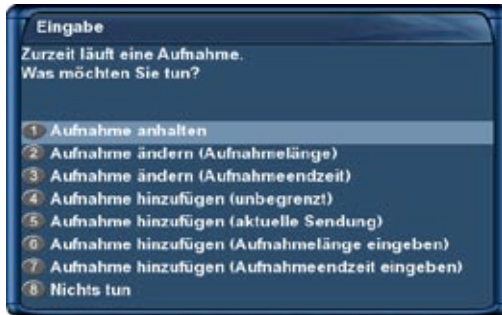 Eingabe
Zurzeit läuft eine Aufnahme.
Was möchten Sie tun?
1 Aufnahme anhalten
2 Aufnahme ändern (Aufnahmelänge)
3 Aufnahme ändern (Aufnahmeendzeit)
4 Aufnahme hinzufügen (unbegrenzt)
5 Aufnahme hinzufügen (aktuelle Sendung)
6 Aufnahme hinzufügen (Aufnahmelänge eingeben)
7 Aufnahme hinzufügen (Aufnahmeendzeit eingeben)
8 Nichts tun